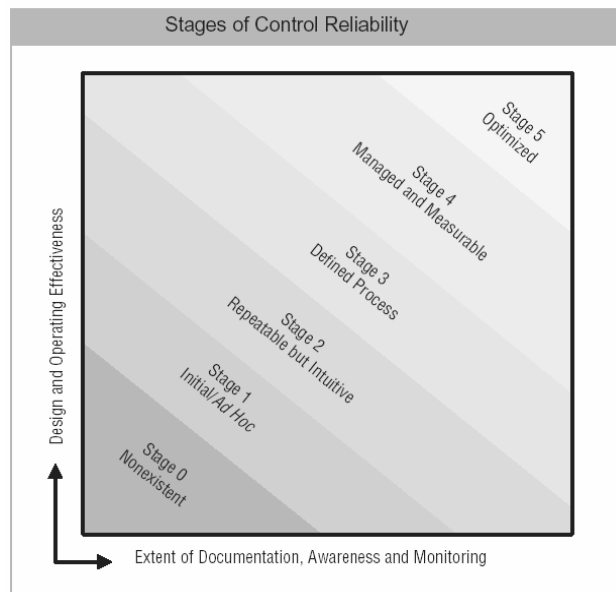 Stages of Control Reliability
Stage 5
Optimized
Stage 4
Managed and Measurable
Stage 3
Defined Process
Stage 2
Repeatable but Intuitive
Stage 1
Initial/Ad Hoc
Stage 0
Nonexistent
Design and Operating Effectiveness
Extent of Documentation, Awareness and Monitoring